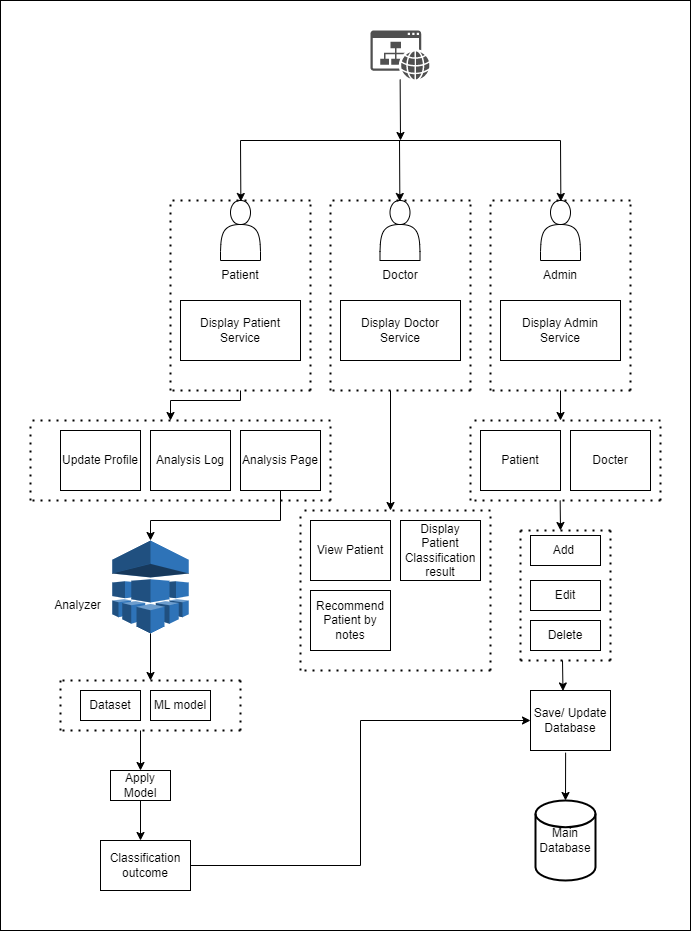 Patient
Doctor
Admin
Display Patient
Service
Display Doctor
Service
Display Admin
Service
Update Profile
Analysis Log
Analysis Page
Patient
Docter
View Patient
Display
Patient
Classification
result
Recommend
Patient by
notes
Add
Edit
Delete
Analyzer
Dataset
ML model
Save/ Update
Database
Apply
Model
Main
Database
Classification
outcome